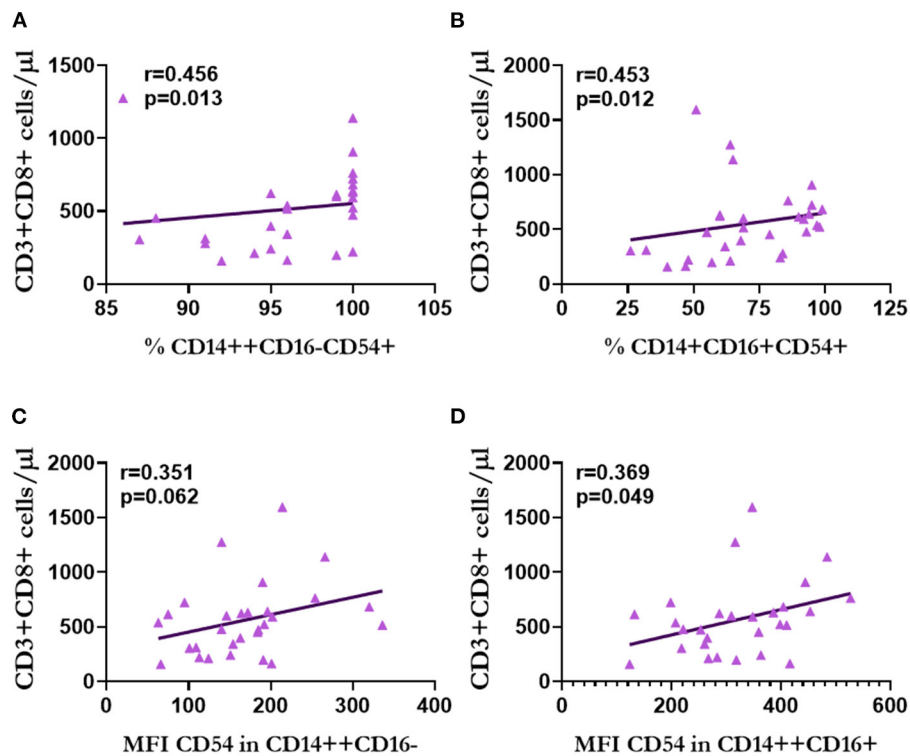 A
B
CD3+CD8+ cells/µl
1500
1000
500
0
r=0.456
p=0.013
85
90
95
100
105
% CD14++CD16-CD54+
CD3+CD8+ cells/µl
2000
1500
1000
500
0
r=0.453
p=0.012
0
25
50
75
100
125
% CD14+CD16+CD54+
C
D
CD3+CD8+ cells/µl
2000
1500
1000
500
0
r=0.351
p=0.062
0
100
200
300
400
MFI CD54 in CD14++CD16-
CD3+CD8+ cells/µl
2000
1500
1000
500
0
r=0.369
p=0.049
0
200
400
600
MFI CD54 in CD14++CD16+